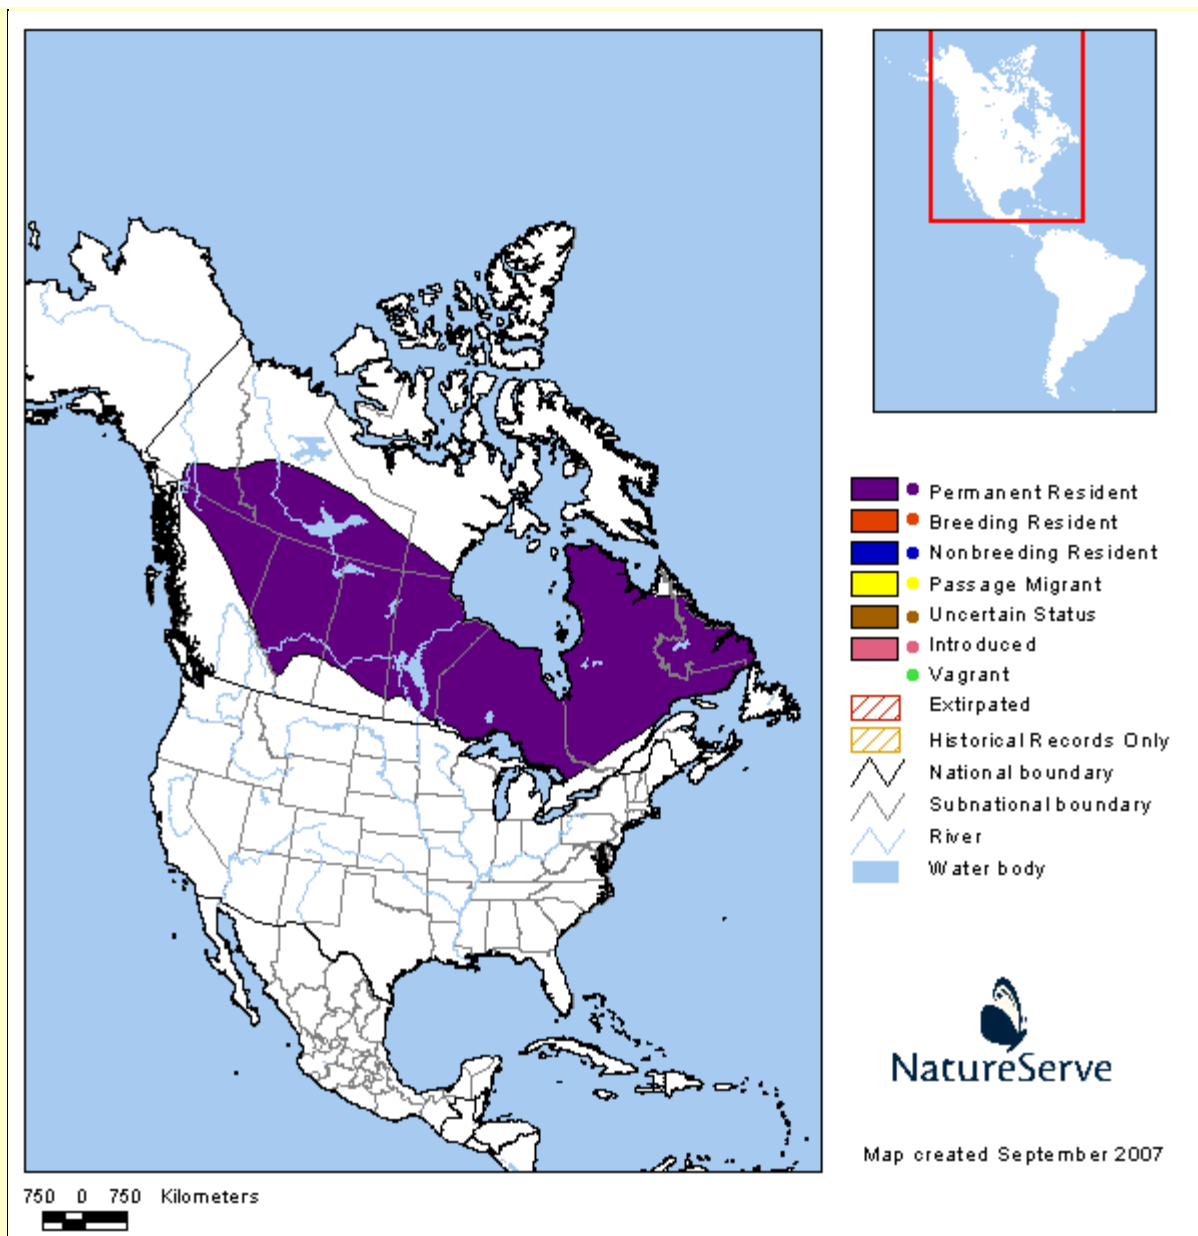 Permanent Resident
Breeding Resident
Nonbreeding Resident
Passage Migrant
Uncertain Status
Introduced
Vagrant
Extirpated
Historical Records Only
National boundary
Subnational boundary
River
Water body
NatureServe
Map created September 2007
750 0 750 Kilometers